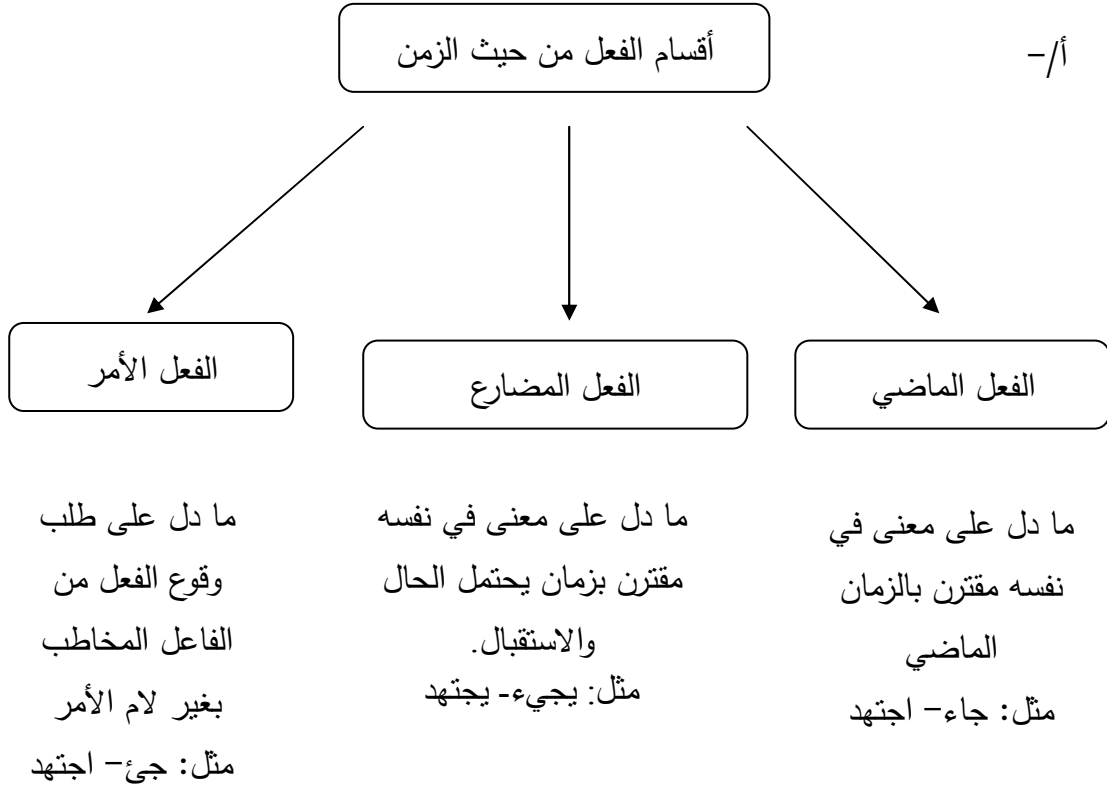 أ/-
أقسام الفعل من حيث الزمن
الفعل الماضي
الفعل المضارع
الفعل الأمر
ما دل على معنى في
نفسه مقترن بالزمان
الماضي
مثل: جاء- اجتهد
ما دل على معنى في نفسه
مقترن بزمان يحتمل الحال
والاستقبال.
مثل: يجيء- يجتهد
ما دل على طلب
وقوع الفعل من
الفاعل المخاطب
بغير لام الأمر
مثل: جئ- اجتهد